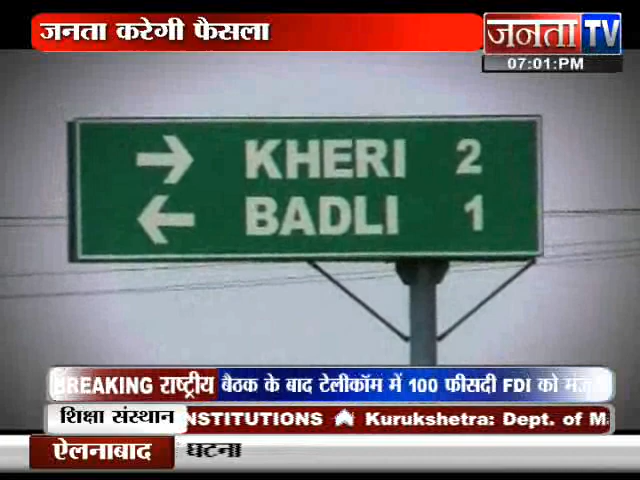 जनता करेगी फैसला
जनता TV
07:01:PM
KHERI 2
BADLI 1
BREAKING राष्ट्रीय बैठक के बाद टेलीकॉम में 100 फीसदी FDI को
शिक्षा संस्थान INSTITUTIONS Kurukshetra: Dept. of
ऐलनाबाद घटना